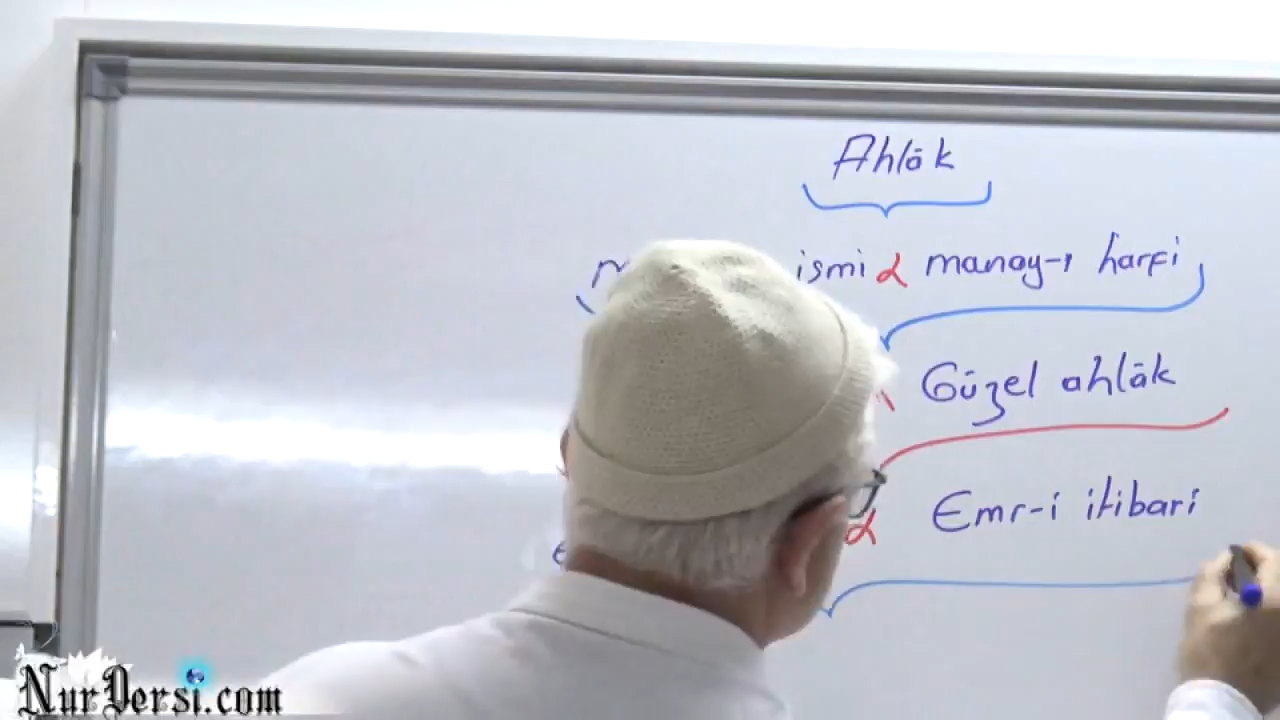 Ahlâk
ismi α manay-ı harfi
Güzel ahlâk
α Emr-i itibari
NurDersi.com